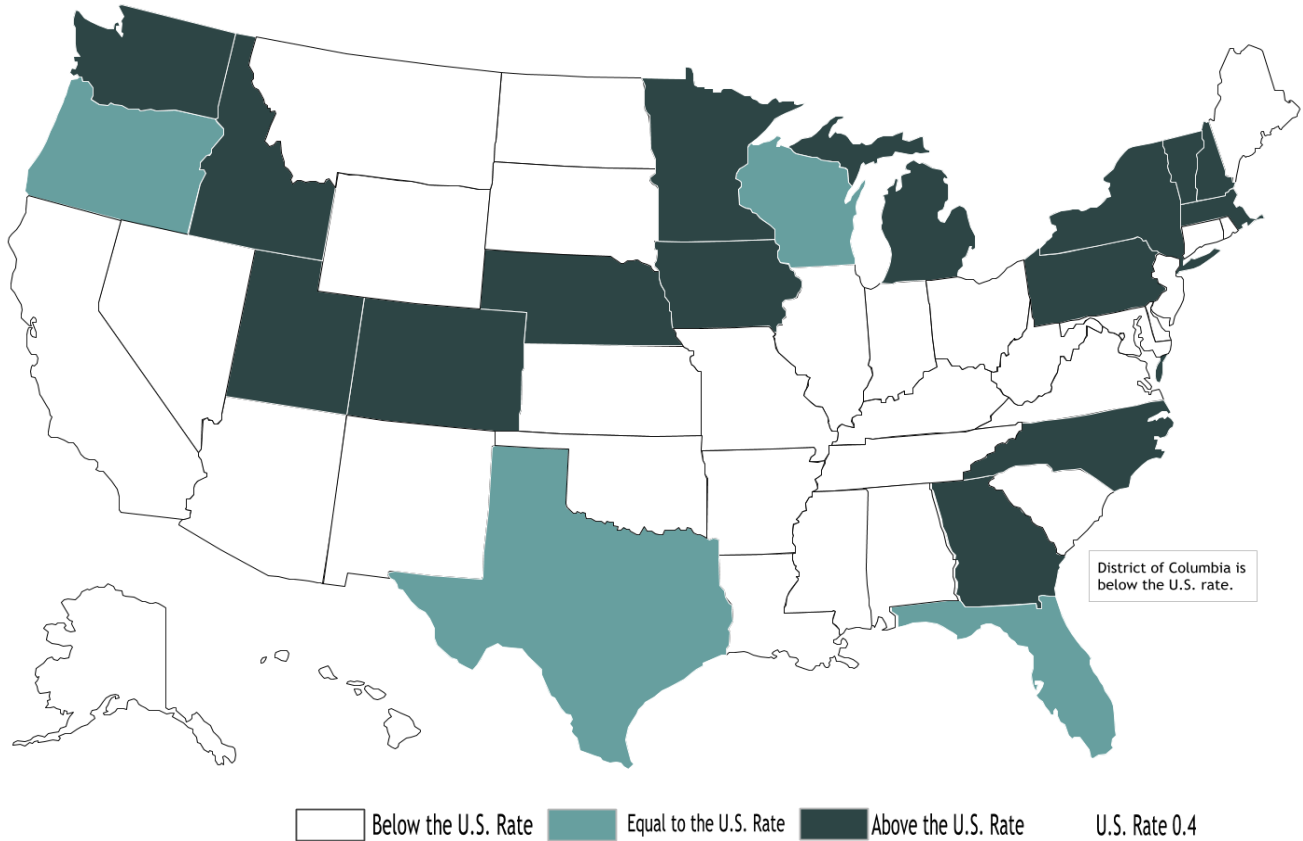 District of Columbia is
below the U.S. rate.
Below the U.S. Rate
Equal to the U.S. Rate
Above the U.S. Rate
U.S. Rate 0.4